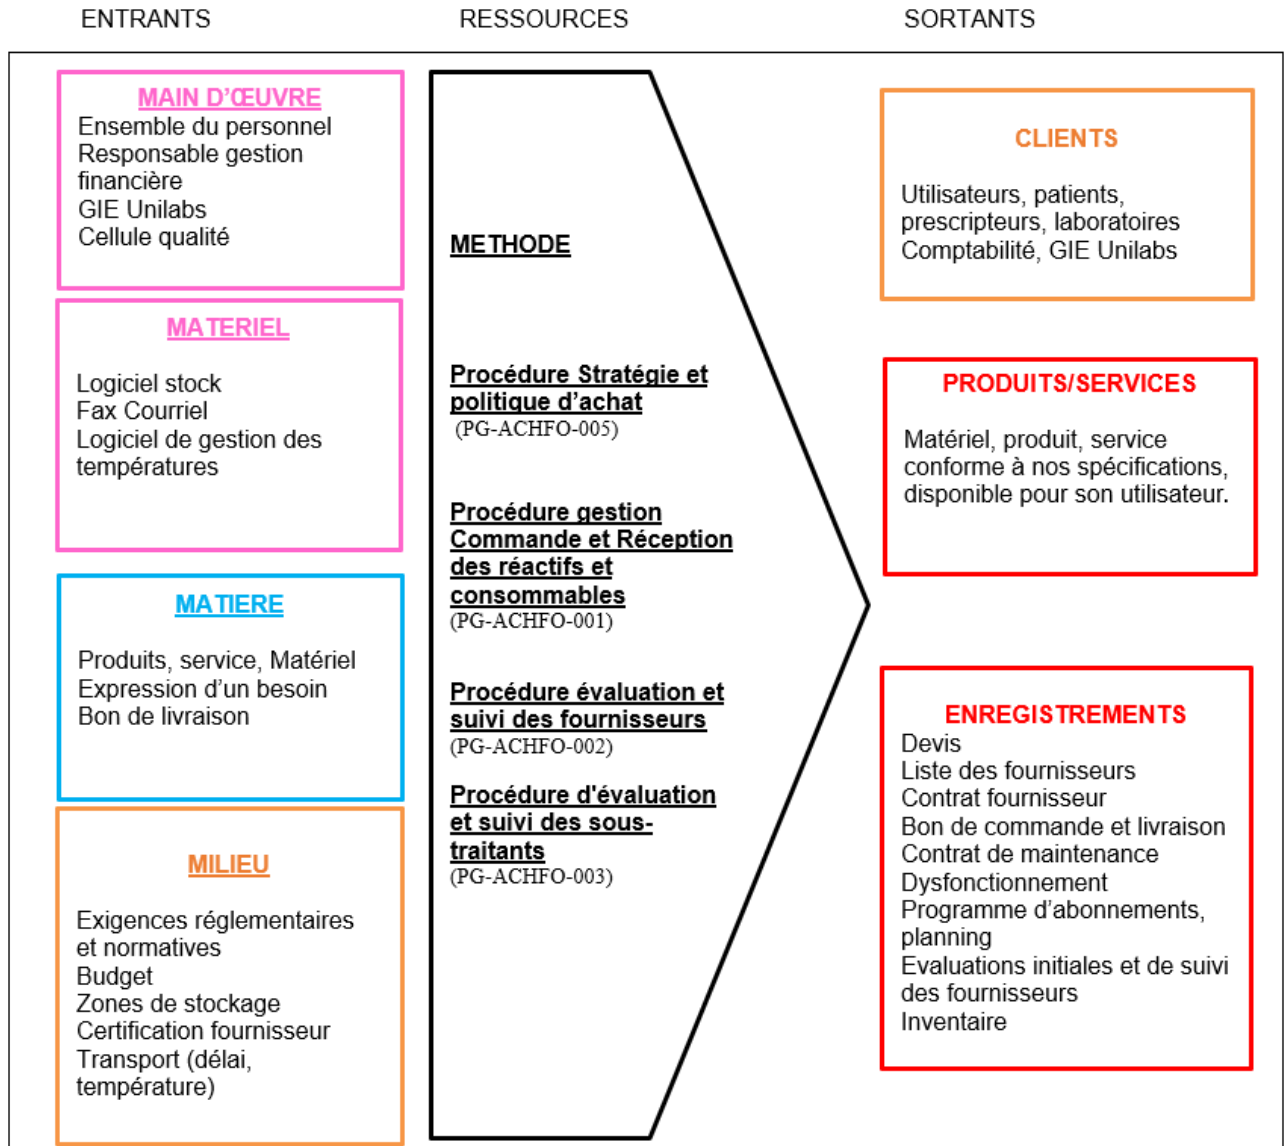 ENTRANTS
RESSOURCES
SORTANTS
MAIN D'ŒUVRE
Ensemble du personnel
Responsable gestion
financière
GIE Unilabs
Cellule qualité
MATERIEL
Logiciel stock
Fax Courriel
Logiciel de gestion des
températures
MATIERE
Produits, service, Matériel
Expression d’un besoin
Bon de livraison
MILIEU
Exigences réglementaires
et normatives
Budget
Zones de stockage
Certification fournisseur
Transport (délai,
température)
METHODE
Procédure Stratégie et
politique d’achat
(PG-ACHFO-005)
Procédure gestion
Commande et Réception
des réactifs et
consommables
(PG-ACHFO-001)
Procédure évaluation et
suivi des fournisseurs
(PG-ACHFO-002)
Procédure d'évaluation
et suivi des sous-
traitants
(PG-ACHFO-003)
CLIENTS
Utilisateurs, patients,
prescripteurs, laboratoires
Comptabilité, GIE Unilabs
PRODUITS/SERVICES
Matériel, produit, service
conforme à nos spécifications,
disponible pour son utilisateur.
ENREGISTREMENTS
Devis
Liste des fournisseurs
Contrat fournisseur
Bon de commande et livraison
Contrat de maintenance
Dysfonctionnement
Programme d’abonnements,
planning
Evaluations initiales et de suivi
des fournisseurs
Inventaire